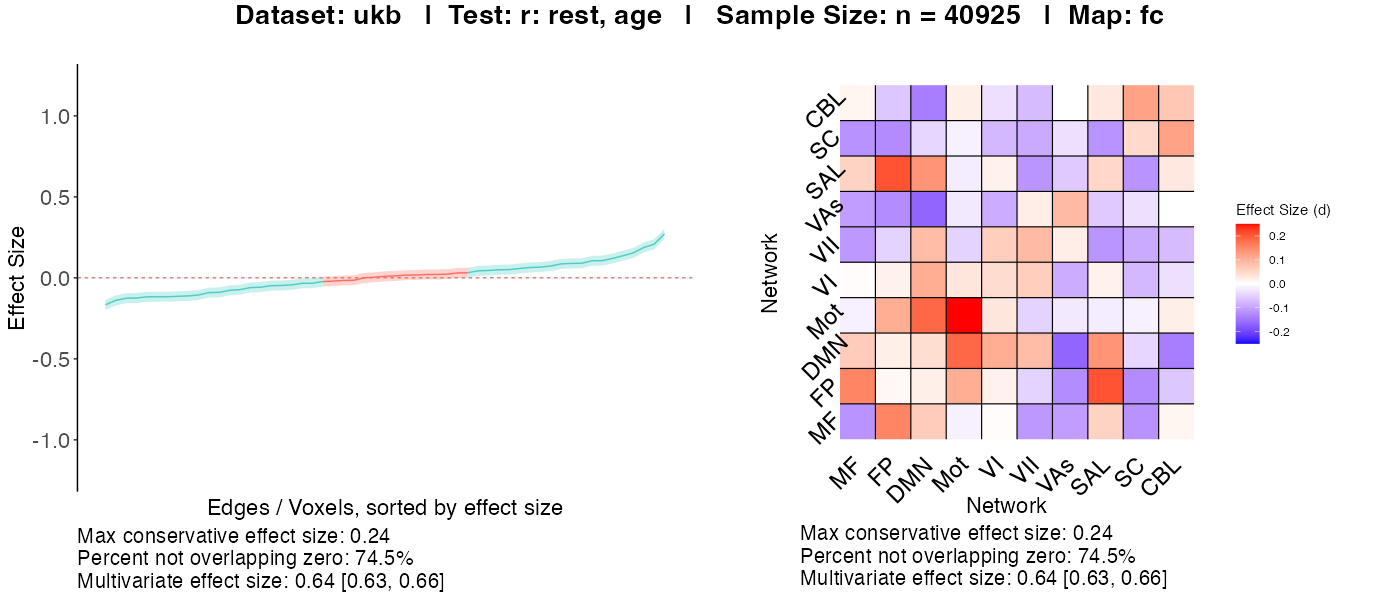 Dataset: ukb | Test: r: rest, age | Sample Size: n = 40925 | Map: fc
Effect Size
1.0
0.5
0.0
-0.5
-1.0
Edges / Voxels, sorted by effect size
Max conservative effect size: 0.24
Percent not overlapping zero: 74.5%
Multivariate effect size: 0.64 [0.63, 0.66]
Network
CBL
SC
SAL
VAs
VII
VI
Mot
DMN
FP
MF
MF FP DMN Mot VI VII VAs SAL SC CBL
Network
Max conservative effect size: 0.24
Percent not overlapping zero: 74.5%
Multivariate effect size: 0.64 [0.63, 0.66]
Effect Size (d)
0.2
0.1
0.0
-0.1
-0.2